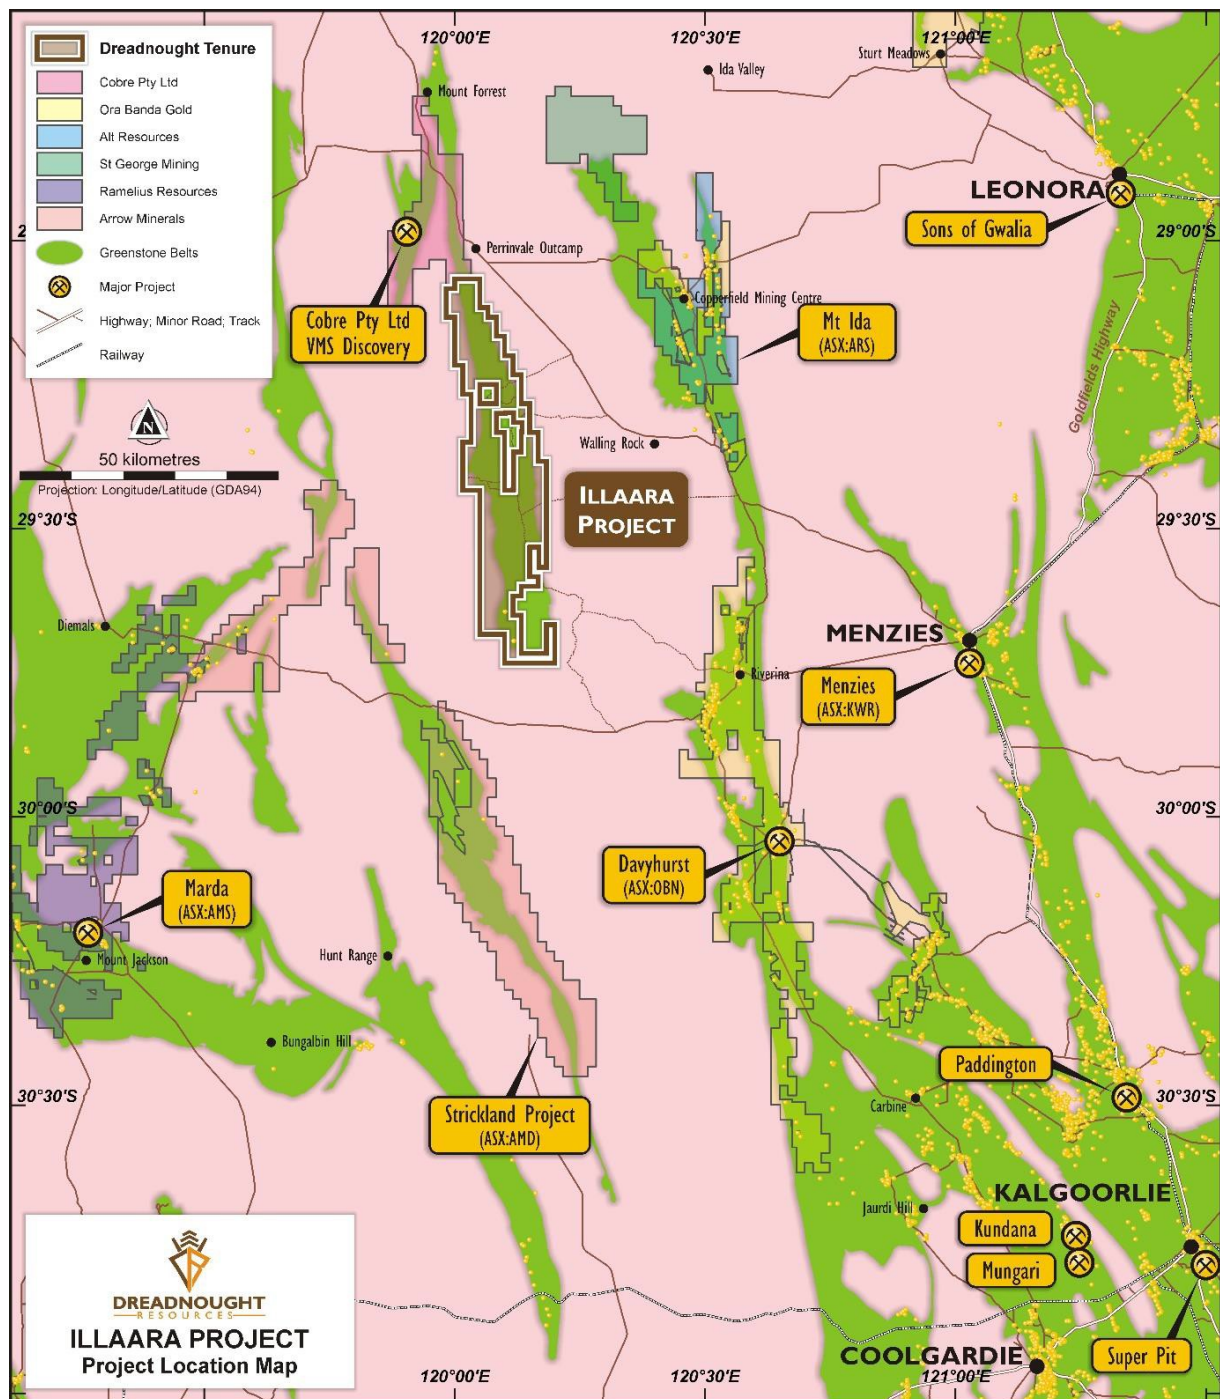 120°00'E
120°30'E
121°00'E
Dreadnought Tenure
Cobre Pty Ltd
Ora Banda Gold
Alt Resources
St George Mining
Ramelius Resources
Arrow Minerals
Greenstone Belts
Major Project
Highway; Minor Road; Track
Railway
Sturt Meadows
Ida Valley
Mount Forrest
LEONORA
Sons of Gwalia
29°00'S
Perrinvale Outcamp
Copperfield Mining Centre
Cobre Pty Ltd
VMS Discovery
Mt Ida
(ASX:ARS)
Goldfields Highway
N
50 kilometres
Projection: Longitude/Latitude (GDA94)
Walling Rock
ILLAARA
PROJECT
29°30'S
29°30'S
Diemals
MENZIES
Riverina
Menzies
(ASX:KWR)
30°00'S
30°00'S
Davyhurst
(ASX:OBN)
Marda
(ASX:AMS)
Mount Jackson
Hunt Range
Bungalbin Hill
Paddington
Strickland Project
(ASX:AMD)
Carbine
30°30'S
30°30'S
KALGOORLIE
Jaurdi Hill
Kundana
Mungari
DREADNOUGHT
RESOURCES
ILLAARA PROJECT
Project Location Map
COOLGARDIE
Super Pit
120°00'E
120°30'E
121°00'E